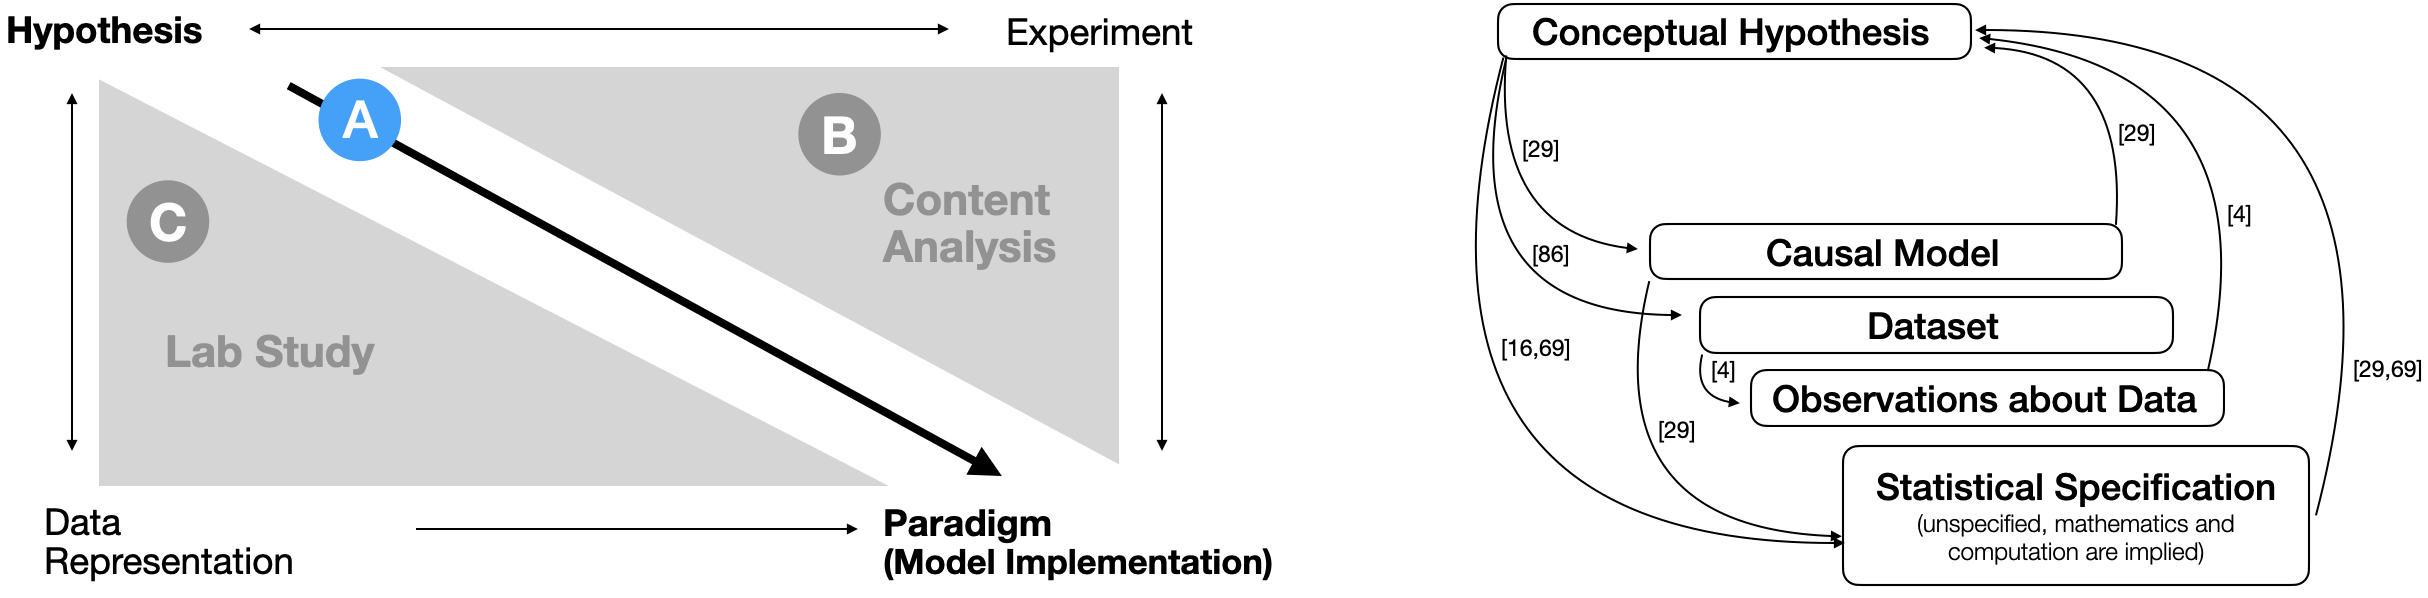 Hypothesis
Experiment
A
B
C
Content
Analysis
Lab Study
Data
Representation
Paradigm
(Model Implementation)
Conceptual Hypothesis
[29]
[29]
[4]
[86]
Causal Model
Dataset
[16,69]
[4]
[29,69]
Observations about Data
[29]
Statistical Specification
(unspecified, mathematics and
computation are implied)